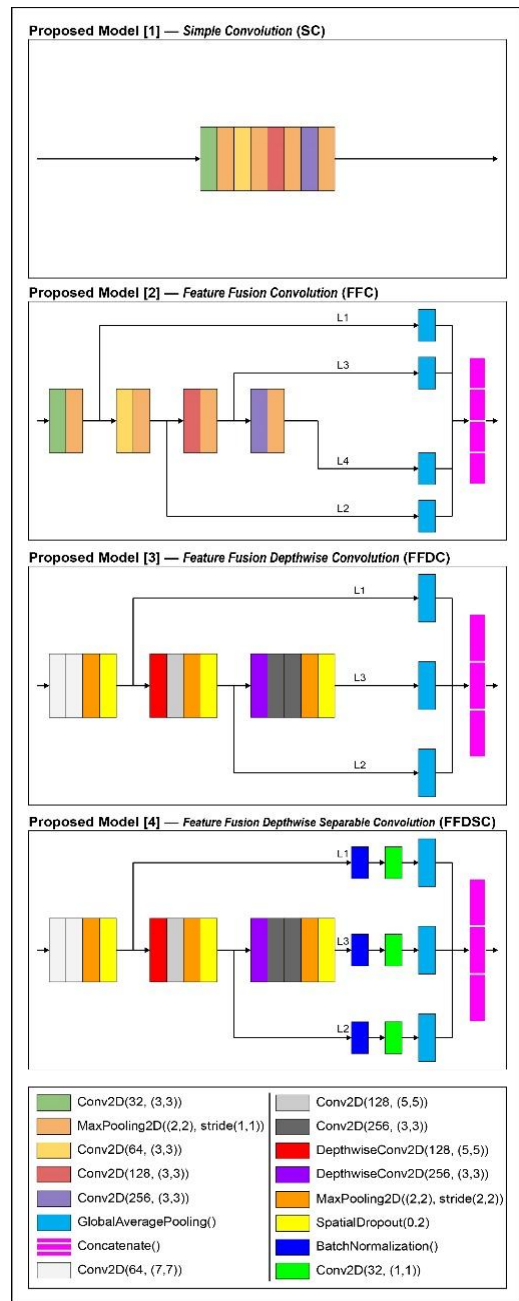 Proposed Model [1] — Simple Convolution (SC)
Proposed Model [2] — Feature Fusion Convolution (FFC)
L1
L3
L4
L2
Proposed Model [3] — Feature Fusion Depthwise Convolution (FFDC)
L1
L3
L2
Proposed Model [4] — Feature Fusion Depthwise Separable Convolution (FFDSC)
L1
L3
L2
Conv2D(32, (3,3))
MaxPooling2D((2,2), stride(1,1))
Conv2D(64, (3,3))
Conv2D(128, (3,3))
Conv2D(256, (3,3))
GlobalAveragePooling()
Concatenate()
Conv2D(64, (7,7))
Conv2D(128, (5,5))
Conv2D(256, (3,3))
DepthwiseConv2D(128, (5,5))
DepthwiseConv2D(256, (3,3))
MaxPooling2D((2,2), stride(2,2))
SpatialDropout(0.2)
BatchNormalization()
Conv2D(32, (1,1))